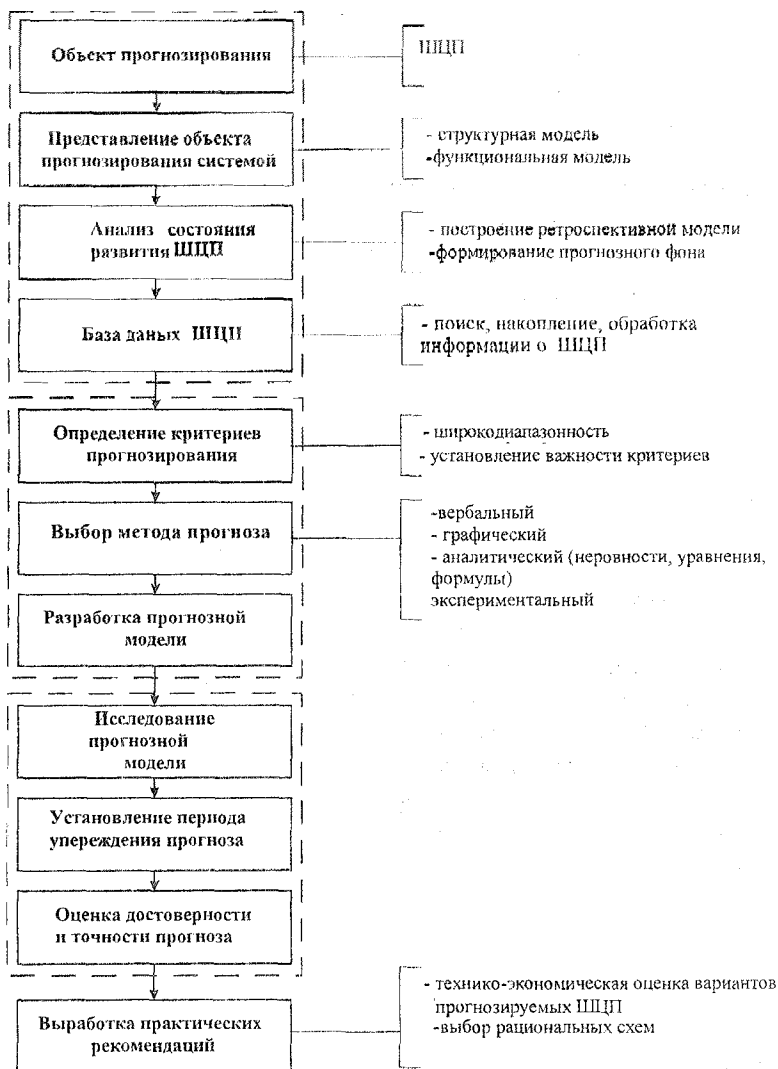 Объект прогнозирования
ШЦП
Представление объекта
прогнозирования системой
- структурная модель
-функциональная модель
Анализ состояния
развития ШЦП
- построение ретроспективной модели
-формирование прогнозного фона
База даных ШЦП
- поиск, накопление, обработка
информации о ШЦП
Определение критериев
прогнозирования
- широкодиапазонность
- установление важности критериев
Выбор метода прогноза
-вербальный
- графический
- аналитический (неровности, уравнения,
формулы)
экспериментальный
Разработка прогнозной
модели
Исследование
прогнозной
модели
Установление периода
упереждения прогноза
Оценка достоверности
и точности прогноза
Выработка практических
рекомендаций
- технико-экономическая оценка вариантов
прогнозируемых ШЦП
-выбор рациональных схем